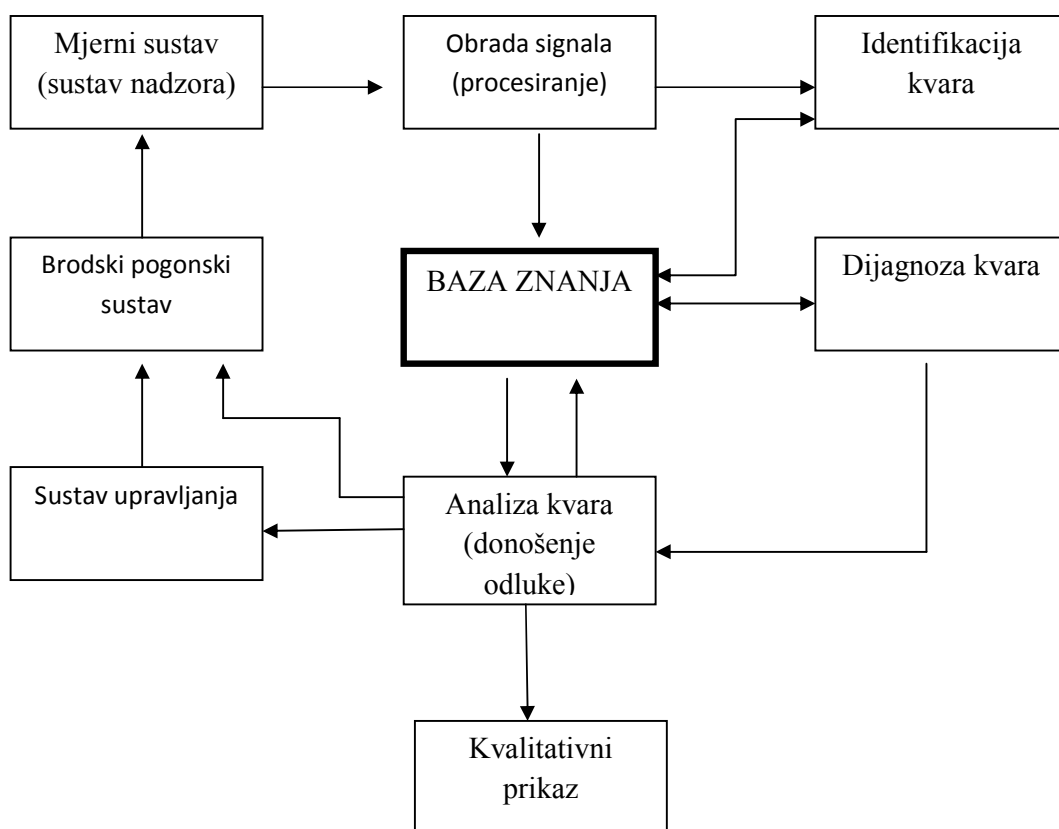 Mjerni sustav
(sustav nadzora)
Obrada signala
(procesiranje)
Identifikacija
kvara
Brodski pogonski
sustav
BAZA ZNANJA
Dijagnoza kvara
Sustav upravljanja
Analiza kvara
(donošenje
odluke)
Kvalitativni
prikaz